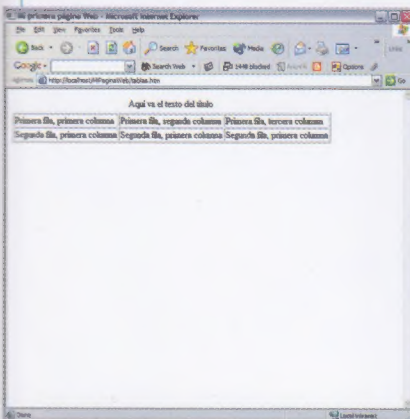 Mi primera página Web - Microsoft Internet Explorer
File Edit View Favorites Tools Help
Back Search Favorites Media
Google Search Web 1448 blocked Options
http://localhost/MiPaginaWeb/tablas.htm Go
Aquí va el texto del título
Primera fila, primera columna Primera fila, segunda columna Primera fila, tercera columna
Segunda fila, primera columna Segunda fila, primera columna Segunda fila, primera columna
Done Local intranet